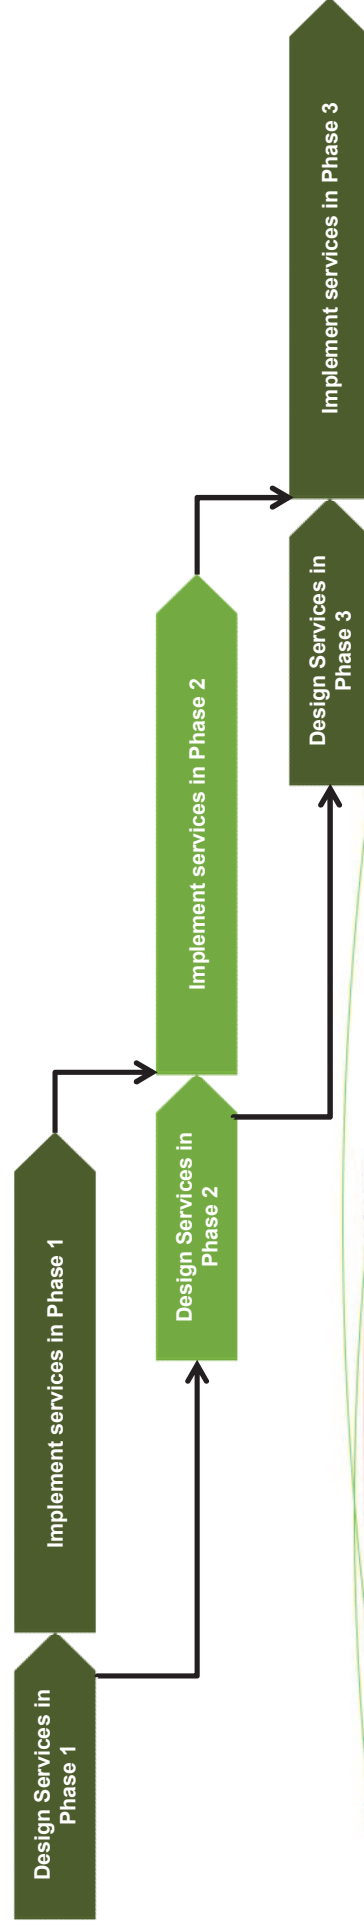 Design Services in
Phase 1
Implement services in Phase 1
Design Services in
Phase 2
Implement services in Phase 2
Design Services in
Phase 3
Implement services in Phase 3